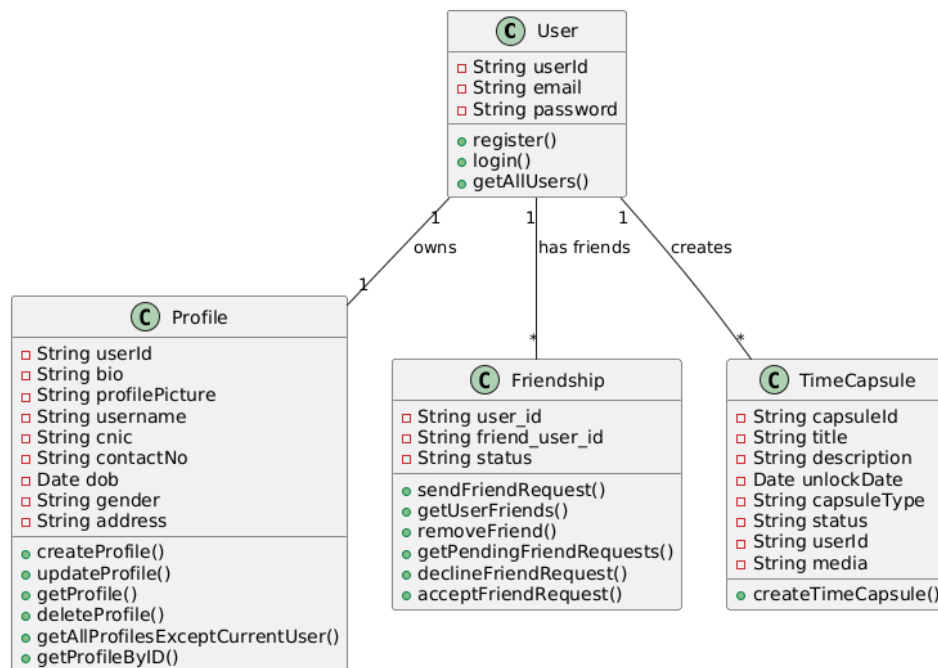 C User
String userId
String email
String password
register()
login()
getAllUsers()
1 1 1
owns has friends creates
1
* *
C Profile
String userId
String bio
String profilePicture
String username
String cnic
String contactNo
Date dob
String gender
String address
createProfile()
updateProfile()
getProfile()
deleteProfile()
getAllProfilesExceptCurrentUser()
getProfileByID()
C Friendship
String user_id
String friend_user_id
String status
sendFriendRequest()
getUserFriends()
removeFriend()
getPendingFriendRequests()
declineFriendRequest()
acceptFriendRequest()
C TimeCapsule
String capsuleId
String title
String description
Date unlockDate
String capsuleType
String status
String userId
String media
createTimeCapsule()